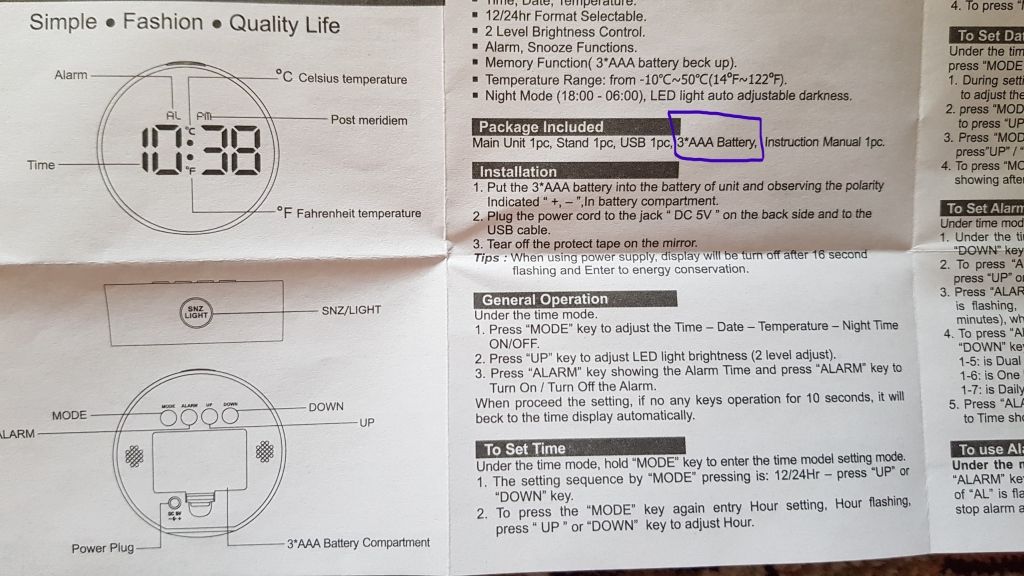 Simple • Fashion • Quality Life
Alarm
°C Celsius temperature
AL PM
Post meridiem
10:38
°C
Time
°F
°F Fahrenheit temperature
SNZ
LIGHT
SNZ/LIGHT
MODE ALARM UP DOWN
MODE
DOWN
ALARM
UP
DC 5V
Power Plug
3*AAA Battery Compartment
Time, Date, Temperature.
▪ 12/24hr Format Selectable.
▪ 2 Level Brightness Control.
▪ Alarm, Snooze Functions.
▪ Memory Function( 3*AAA battery beck up).
▪ Temperature Range: from -10℃~50℃(14°F~122°F).
▪ Night Mode (18:00 - 06:00), LED light auto adjustable darkness.
Package Included
Main Unit 1pc, Stand 1pc, USB 1pc, 3*AAA Battery, Instruction Manual 1pc.
Installation
1. Put the 3*AAA battery into the battery of unit and observing the polarity
Indicated “ +, – ”,In battery compartment.
2. Plug the power cord to the jack “ DC 5V ” on the back side and to the
USB cable.
3. Tear off the protect tape on the mirror.
Tips : When using power supply, display will be turn off after 16 second
flashing and Enter to energy conservation.
General Operation
Under the time mode.
1. Press “MODE” key to adjust the Time – Date – Temperature – Night Time
ON/OFF.
2. Press “UP” key to adjust LED light brightness (2 level adjust).
3. Press “ALARM” key showing the Alarm Time and press “ALARM” key to
Turn On / Turn Off the Alarm.
When proceed the setting, if no any keys operation for 10 seconds, it will
beck to the time display automatically.
To Set Time
Under the time mode, hold “MODE” key to enter the time model setting mode.
1. The setting sequence by “MODE” pressing is: 12/24Hr – press “UP” or
“DOWN” key.
2. To press the “MODE” key again entry Hour setting, Hour flashing,
press “ UP ” or “DOWN” key to adjust Hour.
4. To press
To Set Dat
Under the tim
press “MODE
1. During setti
to adjust the
2. press “MOD
to press “UP
3. Press “MOD
press”UP” /
4. To press “MO
showing after
To Set Alarm
Under time mod
1. Under the ti
“DOWN” key
2. To press “A
press “UP” o
3. Press “ALAR
is flashing,
minutes), wh
4. To press “Al
“DOWN” ke
1-5: is Dual
1-6: is One
1-7: is Daily
5. Press “ALA
to Time sh
To use Al
Under the
“ALARM” ke
of “AL” is fla
stop alarm a